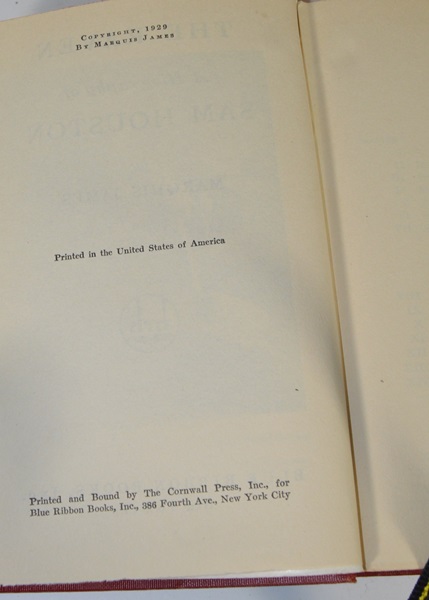 COPYRIGHT, 1929
BY MARQUIS JAMES
Printed in the United States of America
Printed and Bound by The Cornwall Press, Inc., for
Blue Ribbon Books, Inc., 386 Fourth Ave., New York City